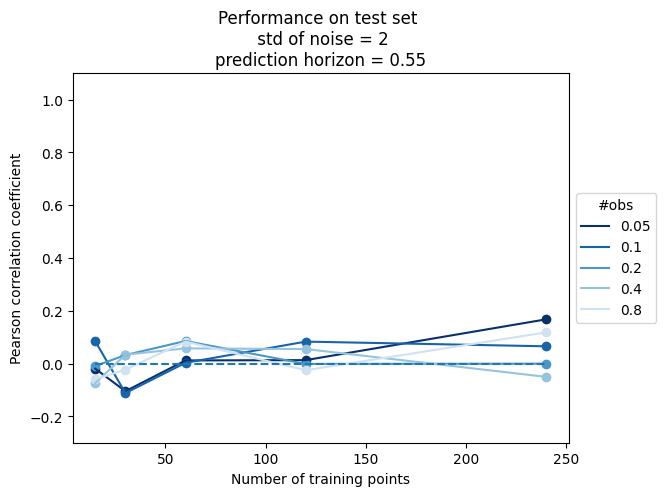 Performance on test set
std of noise = 2
prediction horizon = 0.55
Pearson correlation coefficient
1.0
0.8
0.6
0.4
0.2
0.0
−0.2
50
100
150
200
250
Number of training points
#obs
0.05
0.1
0.2
0.4
0.8